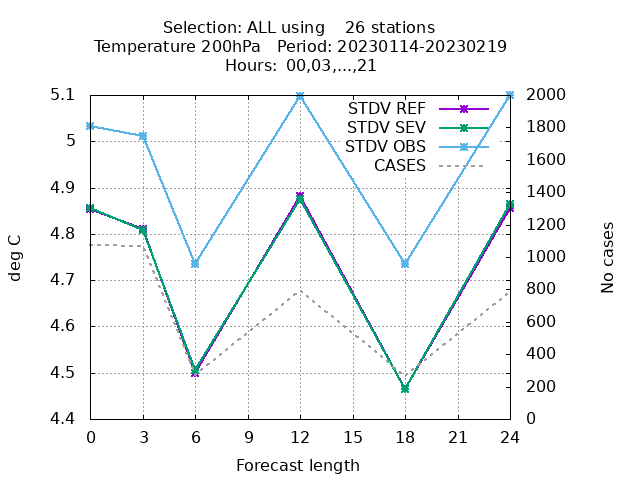 Selection: ALL using    26 stations
Temperature 200hPa   Period: 20230114-20230219
Hours:  00,03,...,21
STDV REF
STDV SEV
STDV OBS
CASES
5.1
5
4.9
4.8
4.7
4.6
4.5
4.4
deg C
2000
1800
1600
1400
1200
1000
800
600
400
200
0
No cases
0 3 6 9 12 15 18 21 24
Forecast length